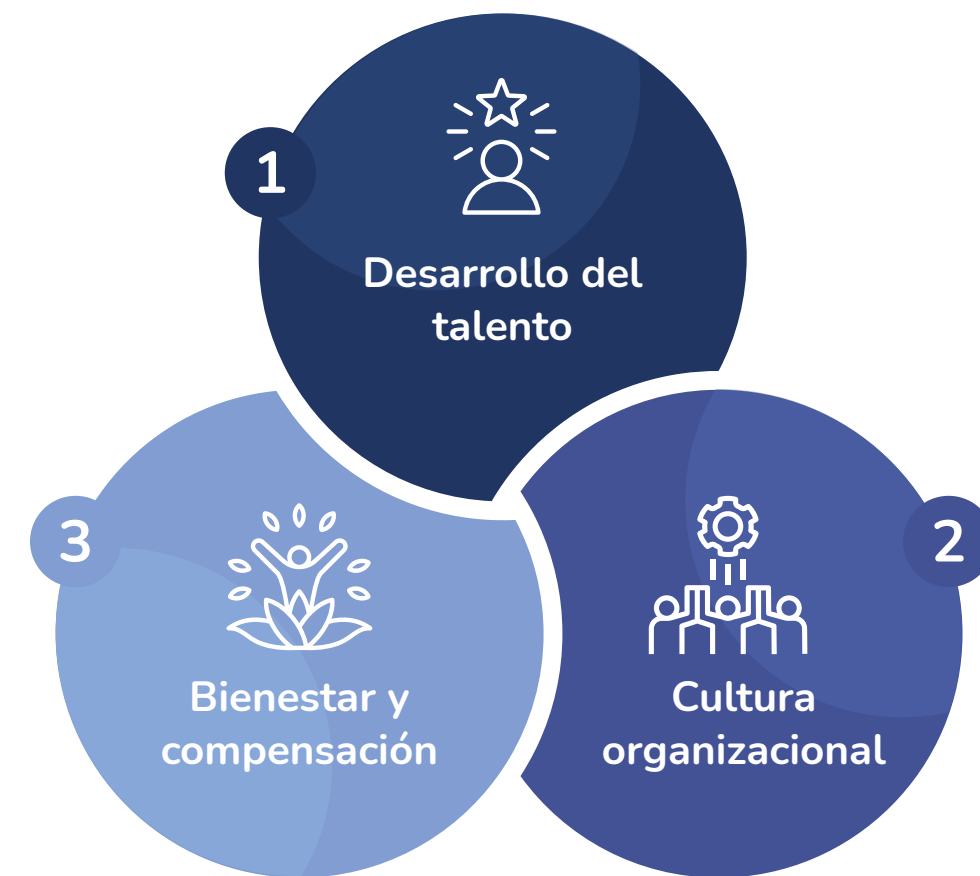 1
Desarrollo del
talento
2
Cultura
organizacional
3
Bienestar y
compensación